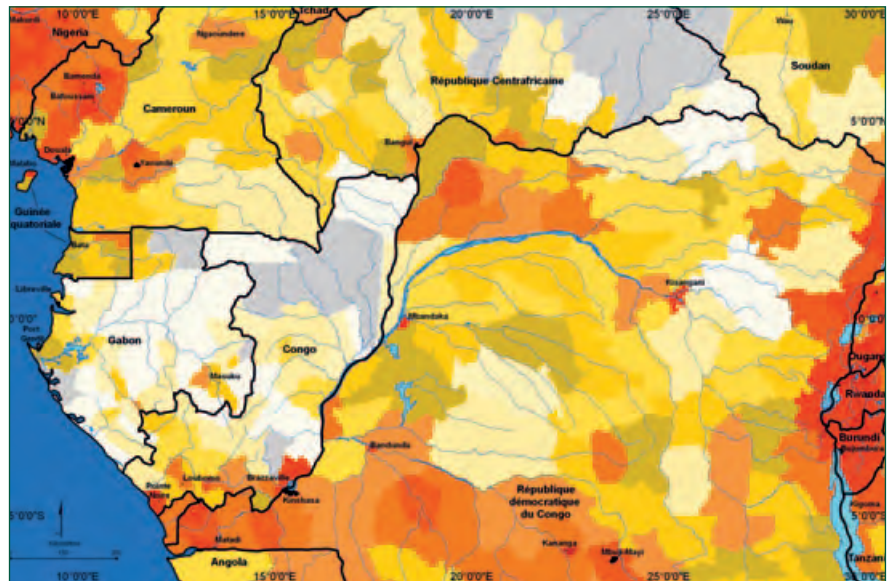 10°0'0"E
15°0'0"E
Tchad
20°0'0"E
25°0'0"E
30°0'0"E
Makurdi
Nigeria
Ngaoundere
Wau
Soudan
République Centrafricaine
Bamenda
Bafoussam
Cameroun
5°0'0"N
Douala
Yaoundé
Bangui
Malabo
Guinée
équatoriale
Bata
Libreville
Kisangani
Mbandaka
Port
Gentil
Gabon
Congo
Masuku
Rwanda
Burundi
Bujumbura
Bandundu
Pointe
Noire
Loubomo
Brazzaville
Kinshasa
République
démocratique
du Congo
Kigoma
5°0'0"S
5°0'0"S
Matadi
Kananga
Mbuji-Mayi
Angola
Tanzani
10°0'0"E
15°0'0"E
20°0'0"E
25°0'0"E
30°0'0"E